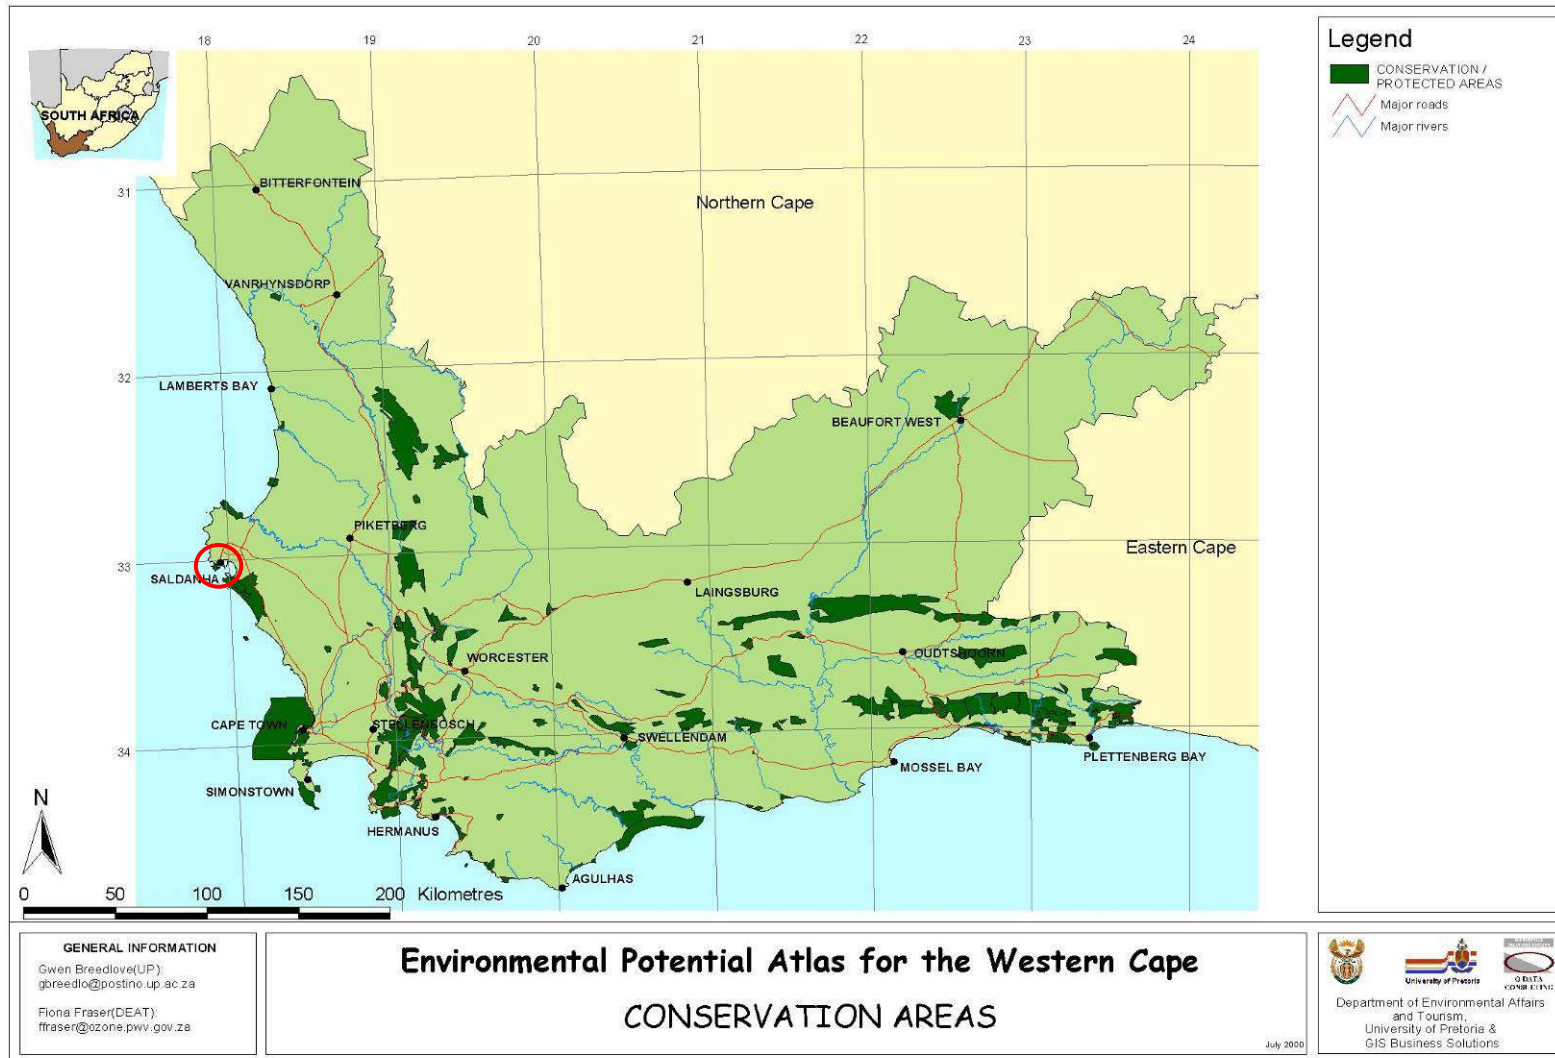 18 19 20 21 22 23 24
SOUTH AFRICA
31
BITTERFONTEIN
Northern Cape
VANRHYNSDORP
32
LAMBERTS BAY
BEAUFORT WEST
PIKETBERG
33
SALDANHA
LAINGSBURG
Eastern Cape
WORCESTER
OUDTSHOORN
CAPE TOWN
STELLENBOSCH
SWELLENDAM
34
PLETTENBERG BAY
MOSSEL BAY
SIMONSTOWN
HERMANUS
AGULHAS
N
0 50 100 150 200 Kilometres
Legend
CONSERVATION /
PROTECTED AREAS
Major roads
Major rivers
GENERAL INFORMATION
Gwen Breedlove(UP):
gbreedlo@postino.up.ac.za
Fiona Fraser(DEAT):
ffraser@ozone.pwv.gov.za
Environmental Potential Atlas for the Western Cape
CONSERVATION AREAS
July 2000
University of Pretoria
Department of Environmental Affairs
and Tourism,
University of Pretoria &
GIS Business Solutions